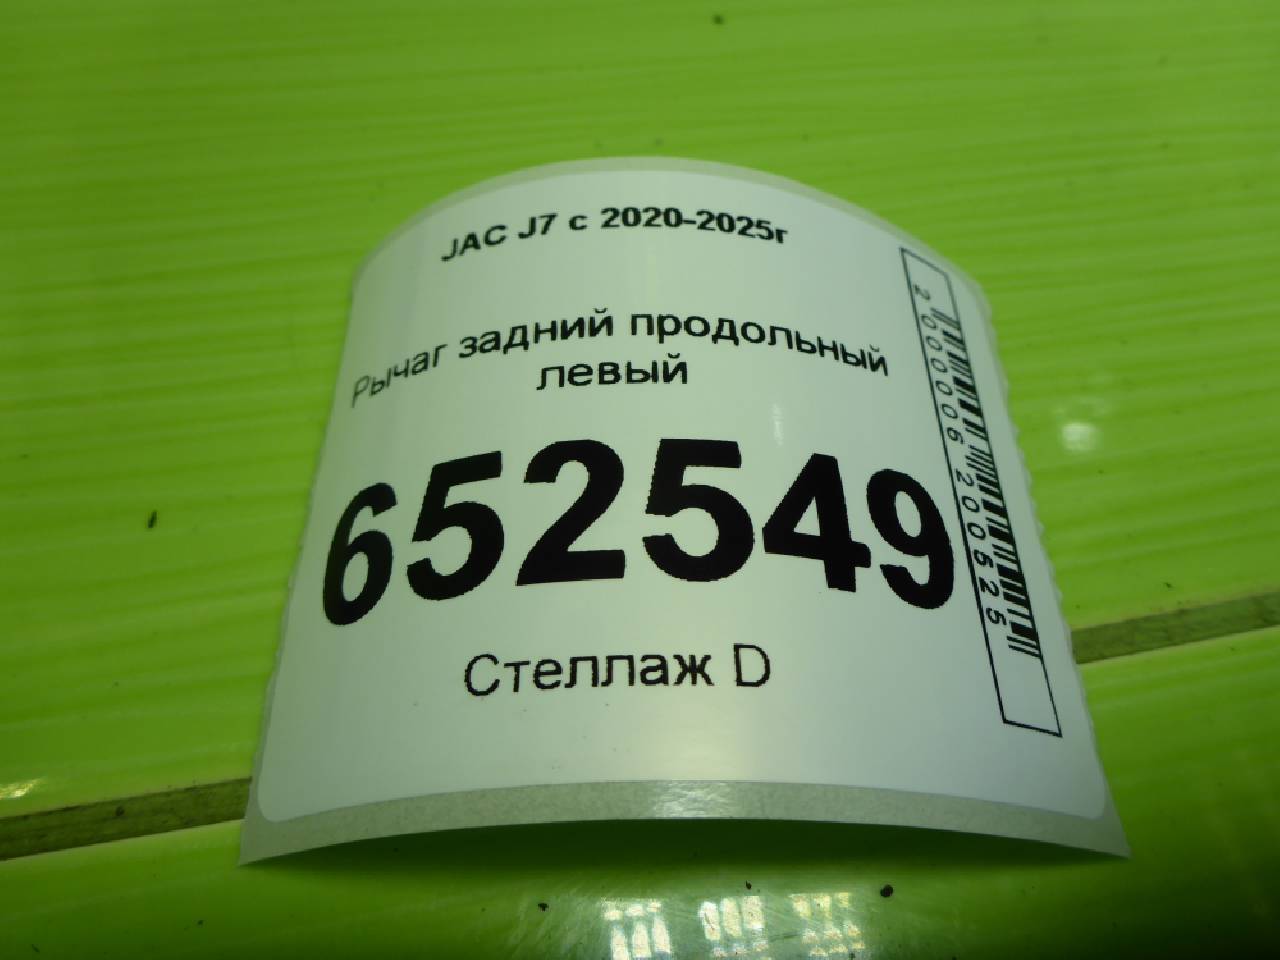 JAC J7 с 2020-2025г
Рычаг задний продольный
левый
652549
Стеллаж D
2000006200625